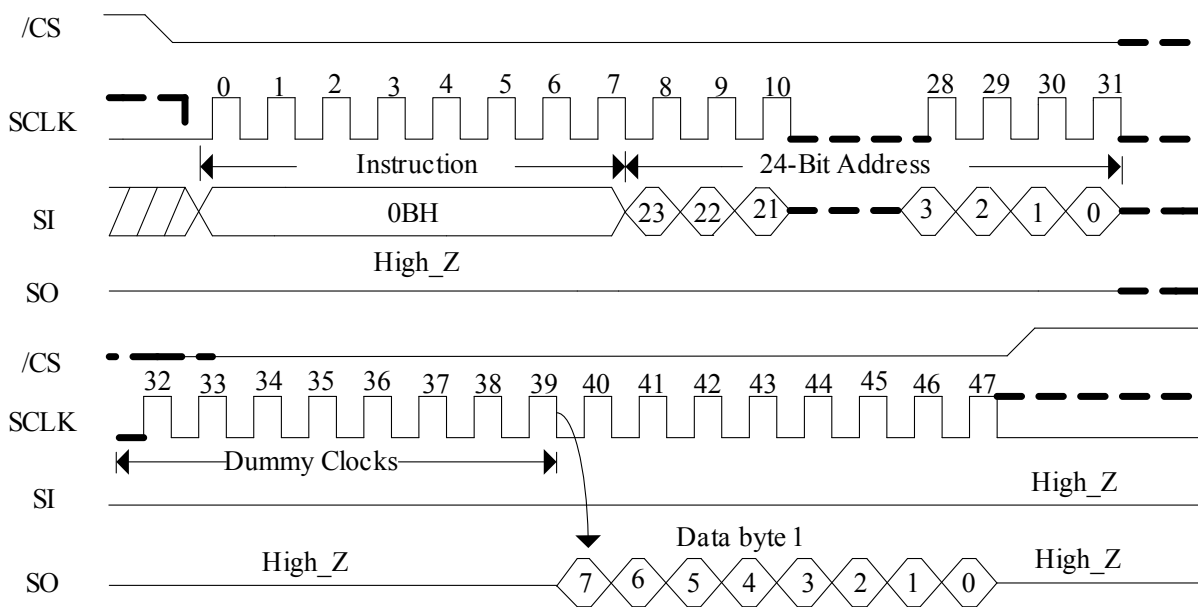 /CS
0 1 2 3 4 5 6 7 8 9 10 28 29 30 31
SCLK
Instruction 24-Bit Address
SI 0BH 23 22 21 3 2 1 0
High_Z
SO
/CS
32 33 34 35 36 37 38 39 40 41 42 43 44 45 46 47
SCLK
Dummy Clocks
SI High_Z
High_Z Data byte 1 High_Z
SO 7 6 5 4 3 2 1 0